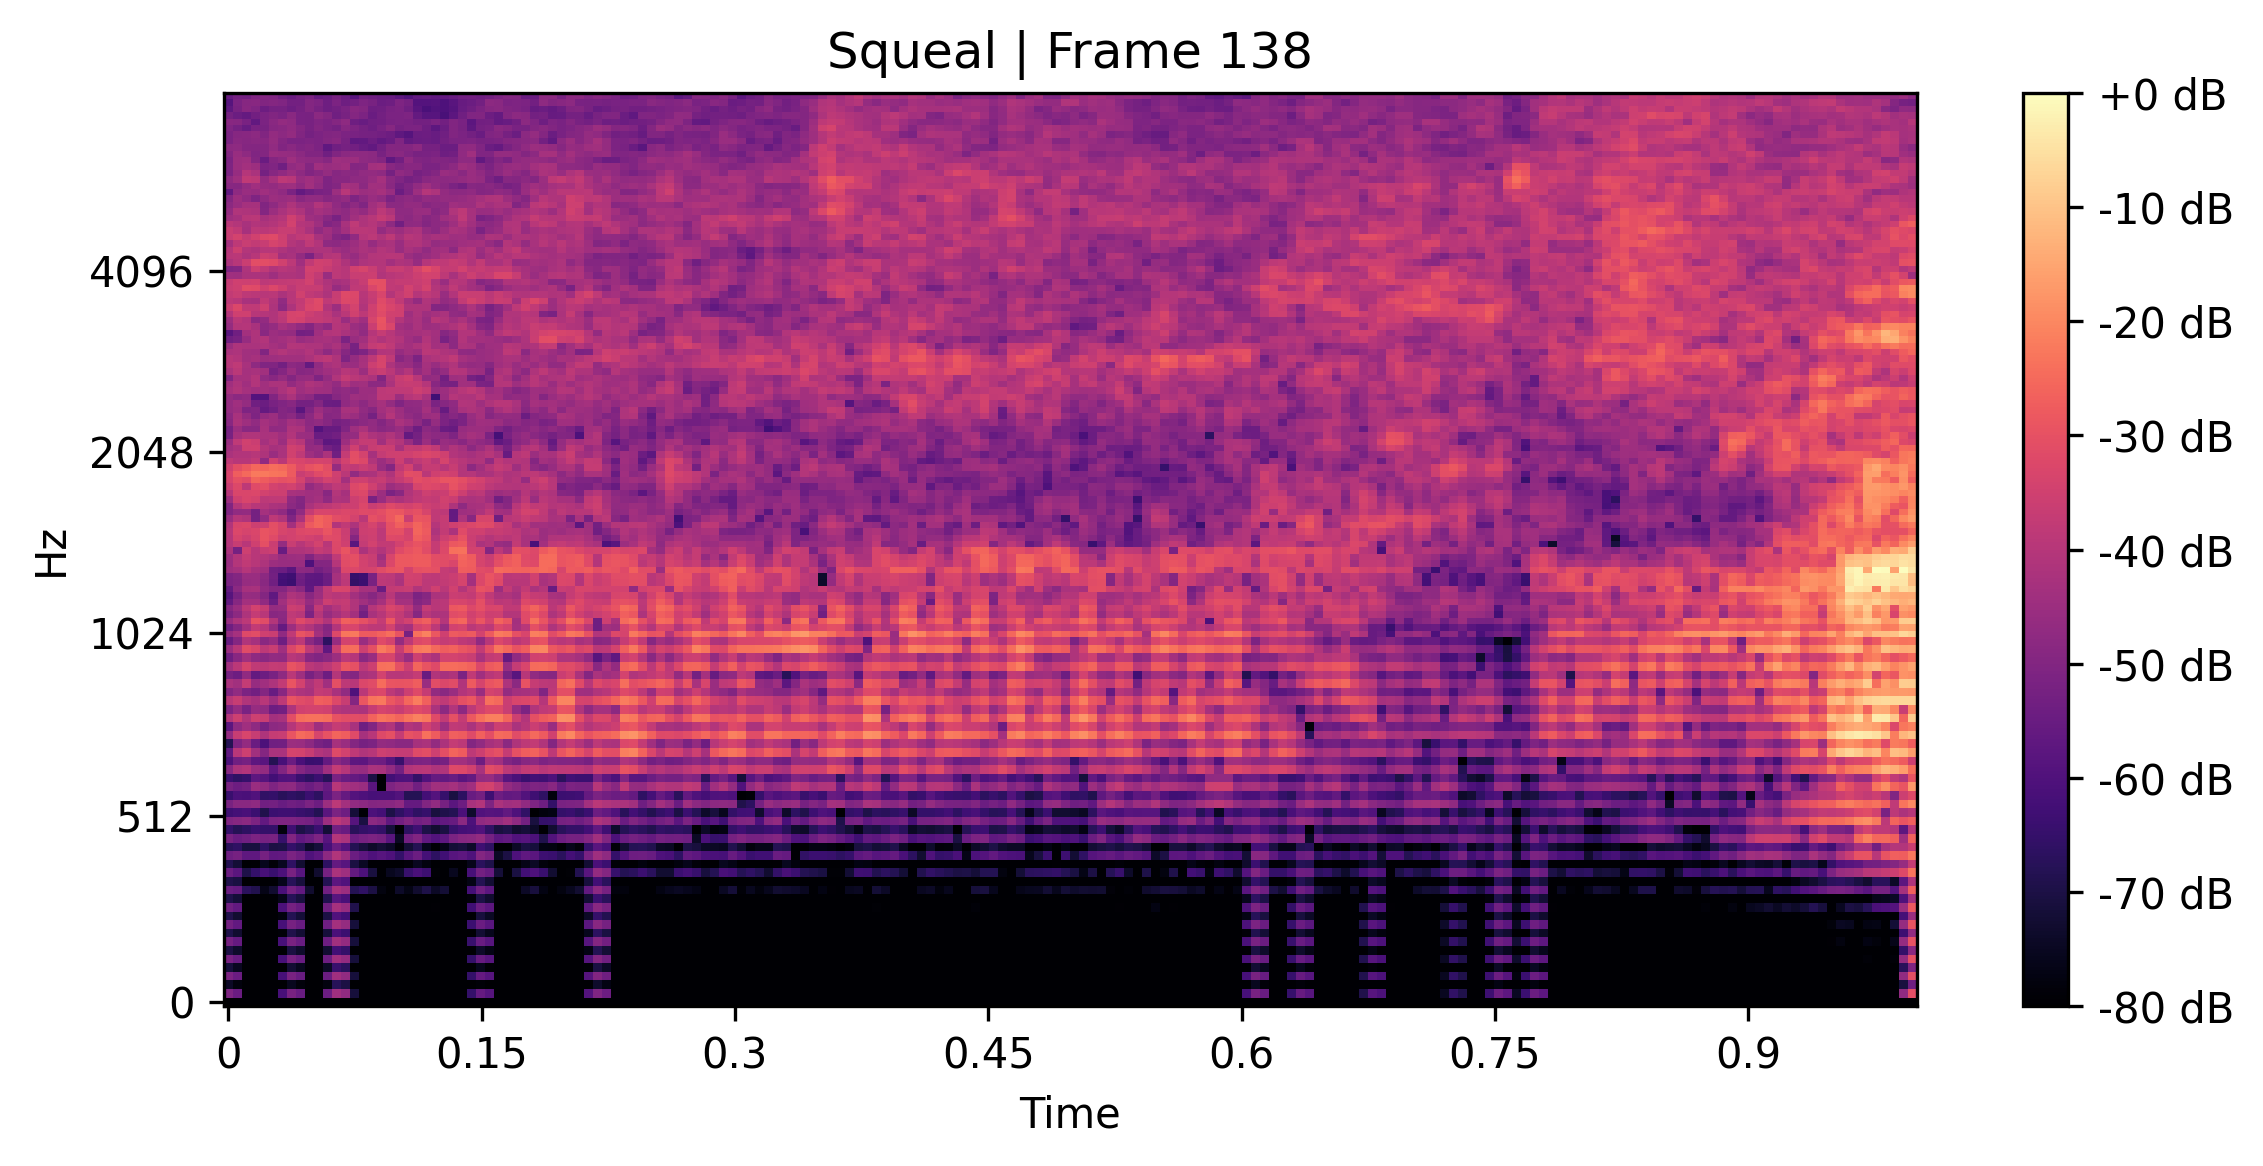 Squeal | Frame 138
+0 dB
-10 dB
-20 dB
-30 dB
-40 dB
-50 dB
-60 dB
-70 dB
-80 dB
Hz
4096
2048
1024
512
0
0 0.15 0.3 0.45 0.6 0.75 0.9
Time